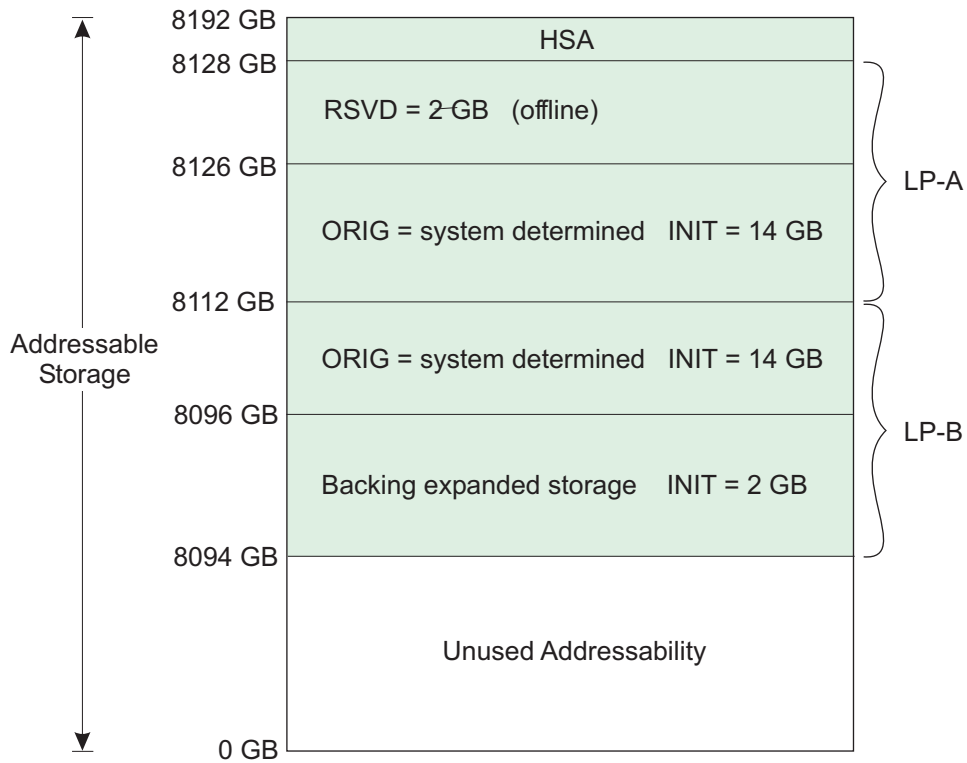 8192 GB
HSA
8128 GB
RSVD = 2 GB (offline)
8126 GB
LP-A
ORIG = system determined INIT = 14 GB
8112 GB
Addressable
Storage
ORIG = system determined INIT = 14 GB
8096 GB
LP-B
Backing expanded storage INIT = 2 GB
8094 GB
Unused Addressability
0 GB